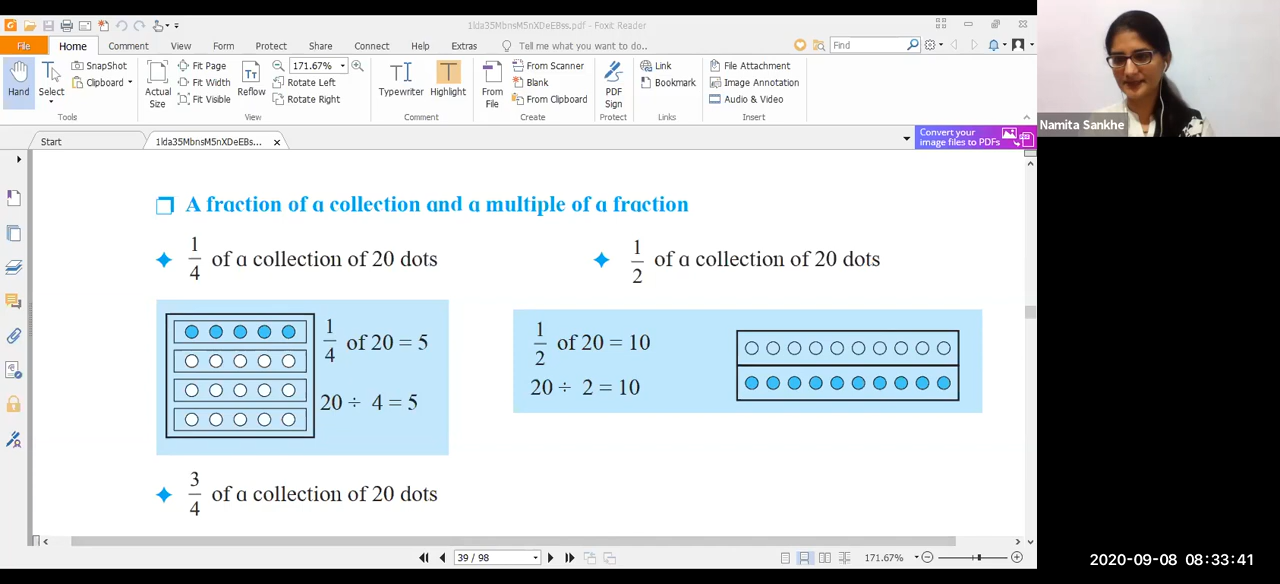 1lda35MbnsM5nXDeEBss.pdf - Foxit Reader
File Home Comment View Form Protect Share Connect Help Extras Tell me what you want to do.. Find
Hand
Select
SnapShot
Clipboard
Tools
Actual Size
Fit Page
Fit Width
Fit Visible
Reflow
171.67%
Rotate Left
Rotate Right
View
Typewriter
Highlight
Comment
From File
From Scanner
Blank
From Clipboard
Create
PDF Sign
Protect
Link
Bookmark
Links
File Attachment
Image Annotation
Audio & Video
Insert
Namita Sankhe
Start 1lda35MbnsM5nXDeEBs...
Convert your
image files to PDFs
A fraction of a collection and a multiple of a fraction
1/4 of a collection of 20 dots
1/2 of a collection of 20 dots
1/4 of 20 = 5
20 ÷ 4 = 5
1/2 of 20 = 10
20 ÷ 2 = 10
3/4 of a collection of 20 dots
39 / 98
171.67%
2020-09-08 08:33:41